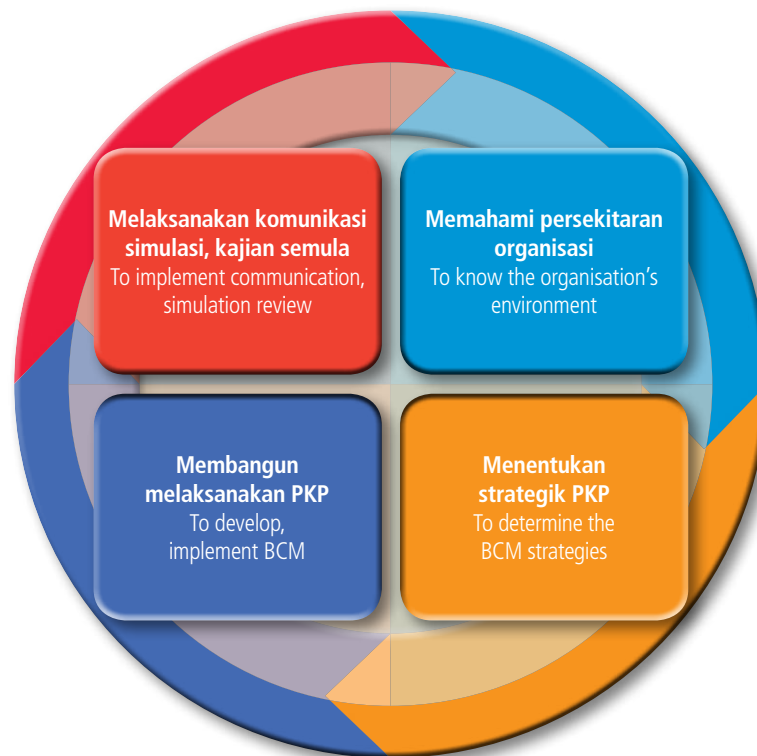 Melaksanakan komunikasi
simulasi, kajian semula
To implement communication,
simulation review
Memahami persekitaran
organisasi
To know the organisation’s
environment
Membangun
melaksanakan PKP
To develop,
implement BCM
Menentukan
strategik PKP
To determine the
BCM strategies